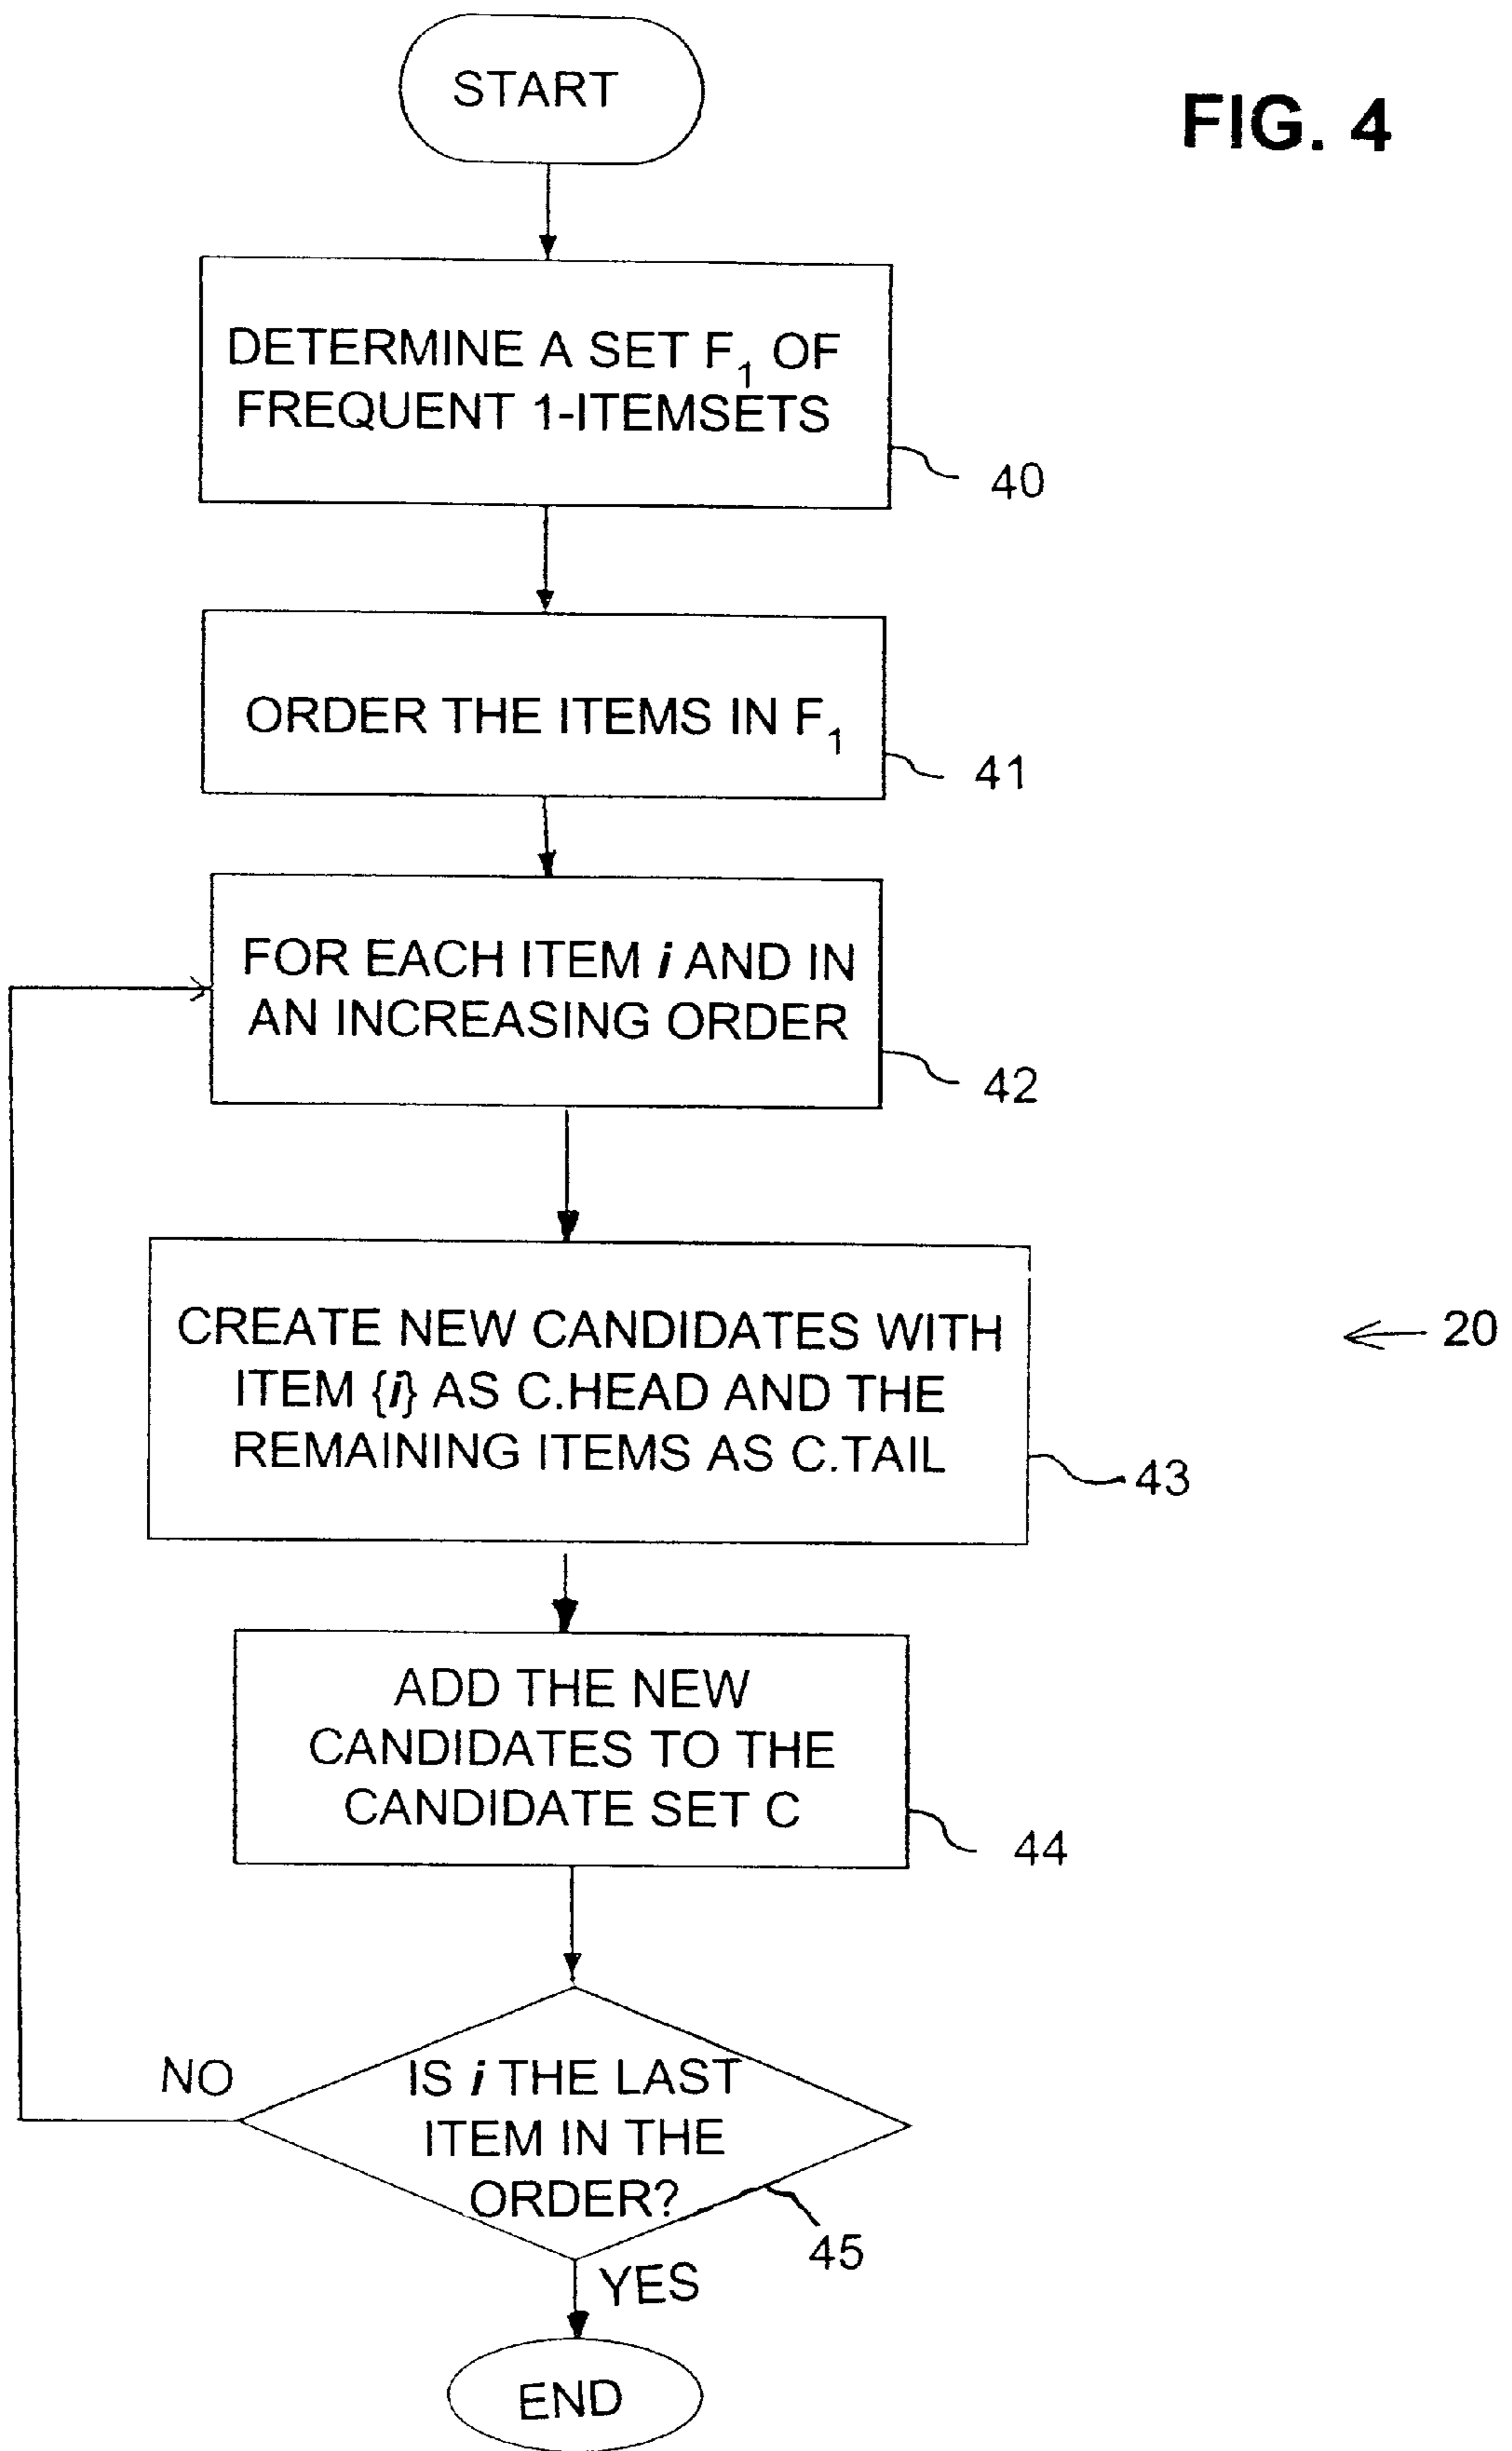 START
FIG. 4
DETERMINE A SET F₁ OF
FREQUENT 1-ITEMSETS
40
ORDER THE ITEMS IN F₁
41
FOR EACH ITEM i AND IN
AN INCREASING ORDER
42
CREATE NEW CANDIDATES WITH
ITEM {i} AS C.HEAD AND THE
REMAINING ITEMS AS C.TAIL
20
43
ADD THE NEW
CANDIDATES TO THE
CANDIDATE SET C
44
NO
IS i THE LAST
ITEM IN THE
ORDER?
45
YES
END